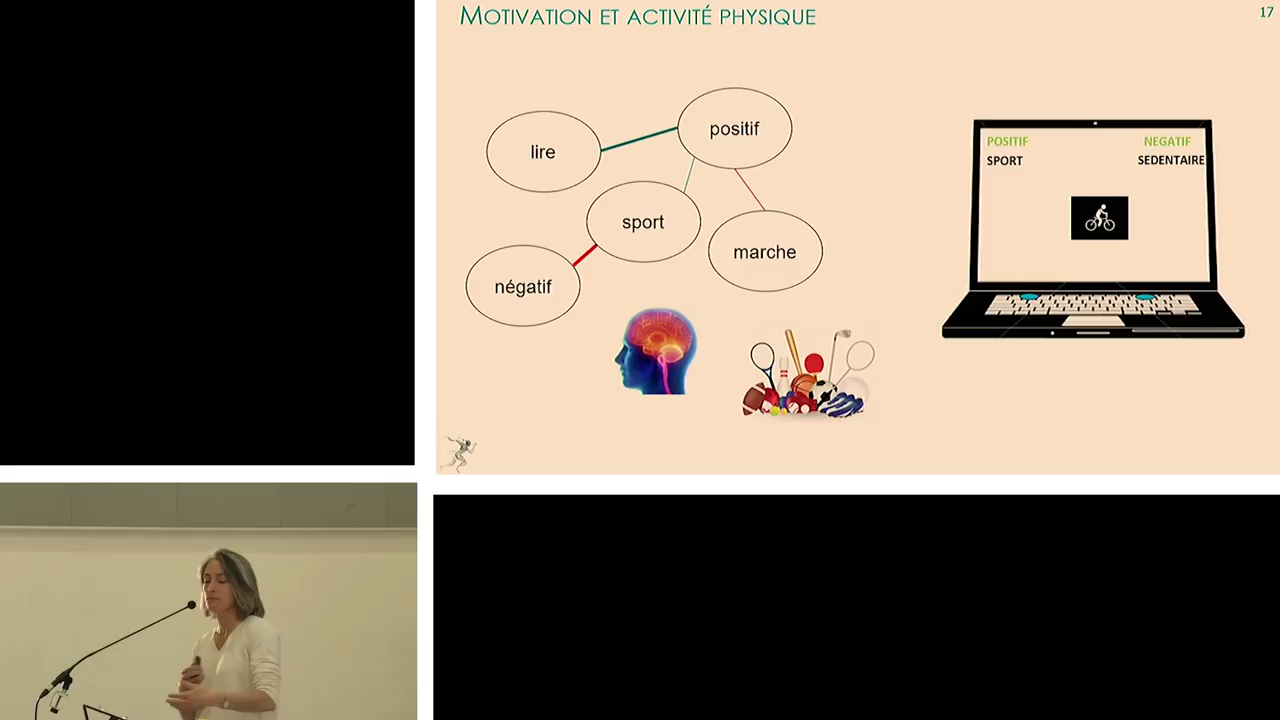 MOTIVATION ET ACTIVITÉ PHYSIQUE
17
lire
positif
sport
marche
négatif
POSITIF
NEGATIF
SPORT
SEDENTAIRE